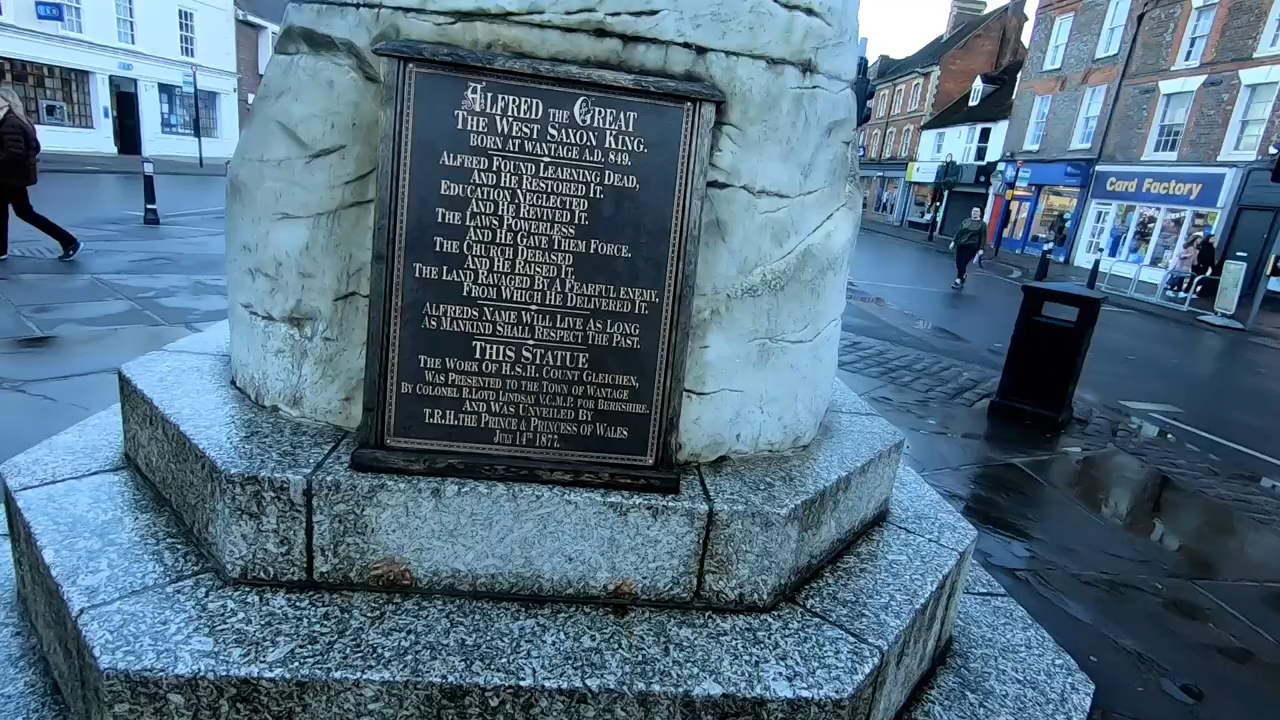 ALFRED THE GREAT
THE WEST SAXON KING.
BORN AT WANTAGE A.D. 849.
ALFRED FOUND LEARNING DEAD,
AND HE RESTORED IT.
EDUCATION NEGLECTED
AND HE REVIVED IT.
THE LAWS POWERLESS
AND HE GAVE THEM FORCE.
THE CHURCH DEBASED
AND HE RAISED IT.
THE LAND RAVAGED BY A FEARFUL ENEMY,
FROM WHICH HE DELIVERED IT.
ALFREDS NAME WILL LIVE AS LONG
AS MANKIND SHALL RESPECT THE PAST.
THIS STATUE
THE WORK OF H.S.H. COUNT GLEICHEN,
WAS PRESENTED TO THE TOWN OF WANTAGE
BY COLONEL R.LOYD LINDSAY V.C.M.P. FOR BERKSHIRE.
AND WAS UNVEILED BY
T.R.H. THE PRINCE & PRINCESS OF WALES
JULY 14TH 1877.
Card Factory